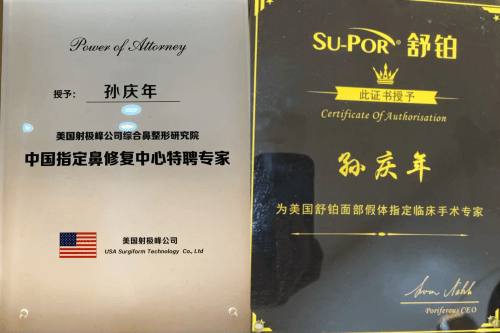 Power of Attorney
授予: 孙庆年
美国射极峰公司综合鼻整形研究院
中国指定鼻修复中心特聘专家
美国射极峰公司
USA Surgiform Technology Co., Ltd
SU-POR® 舒铂
此证书授予
Certificate Of Authorisation
孙庆年
为美国舒铂面部假体指定临床手术专家
Poriferous CEO